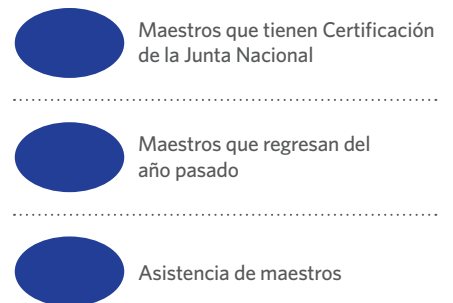 Maestros que tienen Certificación
de la Junta Nacional
Maestros que regresan del
año pasado
Asistencia de maestros